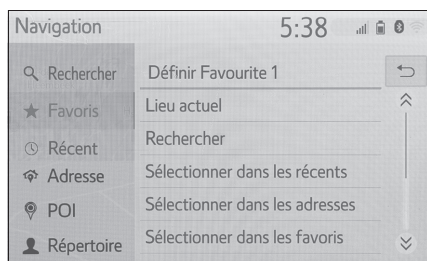 Navigation 5:38
Rechercher
Favoris
Récent
Adresse
POI
Répertoire
Définir Favourite 1
Lieu actuel
Rechercher
Sélectionner dans les récents
Sélectionner dans les adresses
Sélectionner dans les favoris